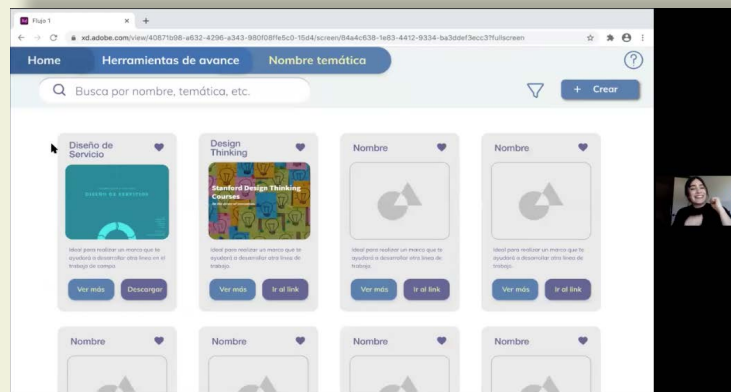 Flujo 1
xd.adobe.com/view/40871b98-a632-4296-a343-980f08ffe5c0-15d4/screen/84a4c638-1e83-4412-9334-ba3ddef3ecc3?fullscreen
Home Herramientas de avance Nombre temática
?
Busca por nombre, temática, etc.
+ Crear
Diseño de
Servicio
DISEÑO DE SERVICIO
Ideal para realizar un marco que te
ayudará a desarrollar otra línea en el
trabajo de campo.
Ver más Descargar
Design
Thinking
Stanford Design Thinking
Courses
Ideal para realizar un marco que te
ayudará a desarrollar otra línea de
trabajo.
Ver más Ir al link
Nombre
Ideal para realizar un marco que te
ayudará a desarrollar otra línea de
trabajo.
Ver más Ir al link
Nombre
Ideal para realizar un marco que te
ayudará a desarrollar otra línea de
trabajo.
Ver más Ir al link
Nombre
Nombre
Nombre
Nombre